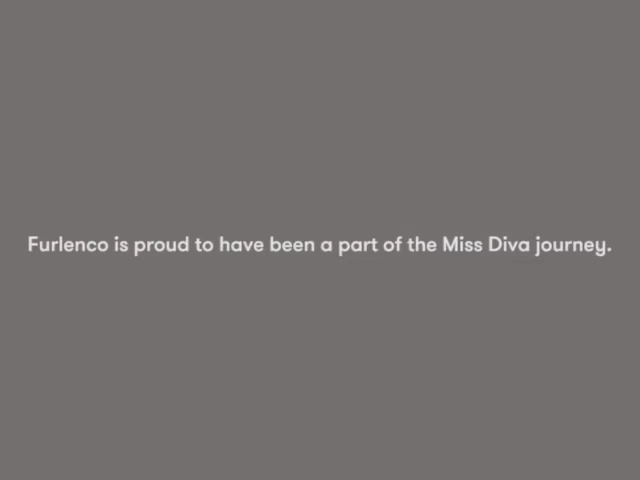 Furlenco is proud to have been a part of the Miss Diva journey.